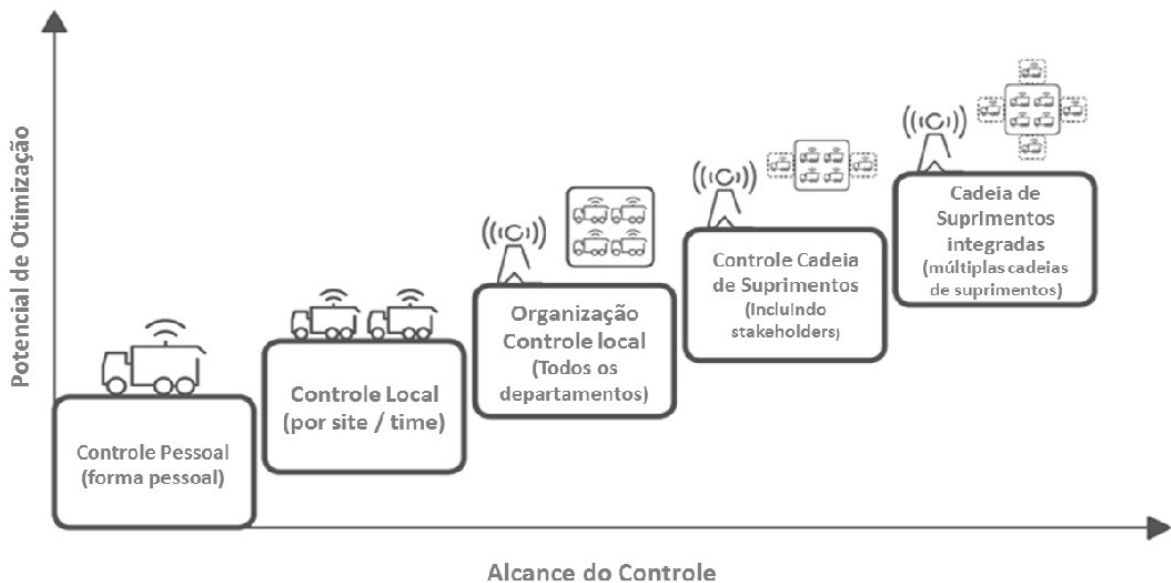 Potencial de Otimização
Controle Pessoal
(forma pessoal)
Controle Local
(por site / time)
Organização
Controle local
(Todos os
departamentos)
Controle Cadeia
de Suprimentos
(Incluindo
stakeholders)
Cadeia de
Suprimentos
integradas
(múltiplas cadeias
de suprimentos)
Alcance do Controle